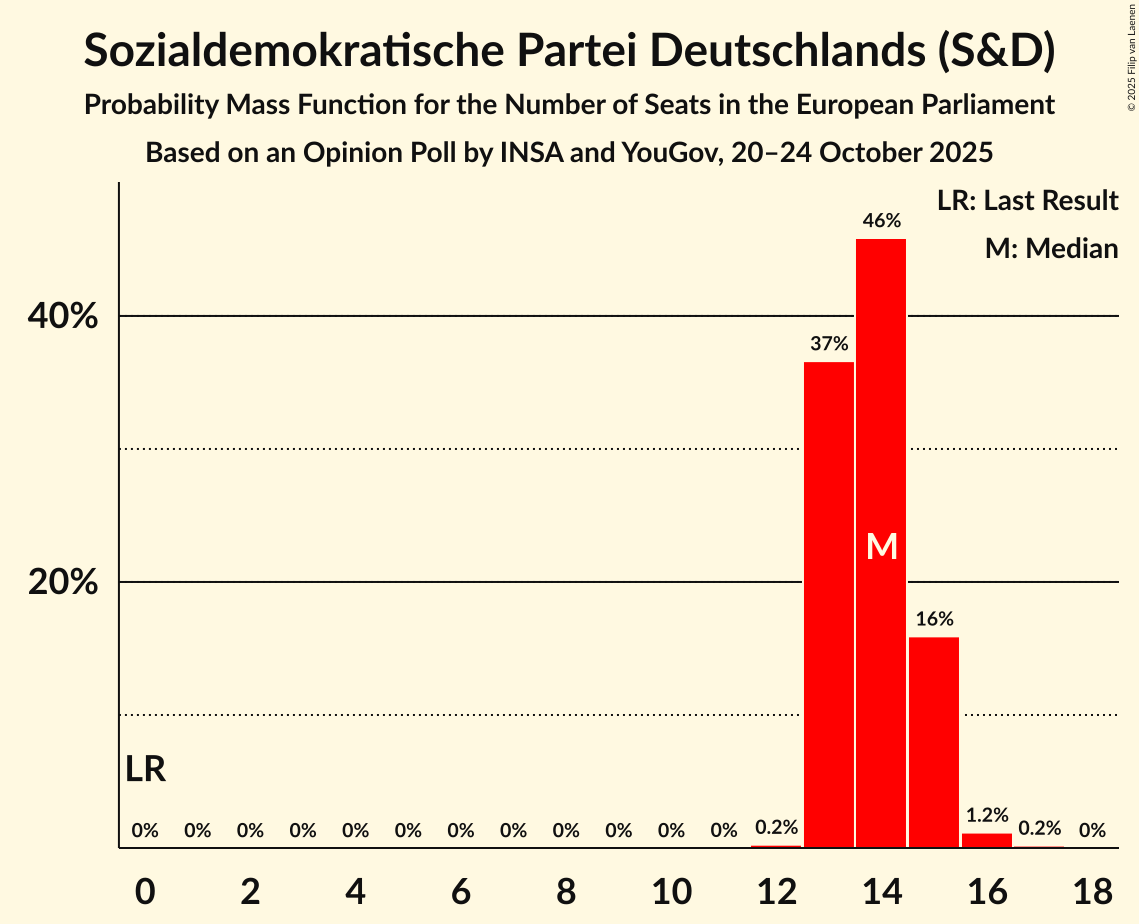 Sozialdemokratische Partei Deutschlands (S&D)
Probability Mass Function for the Number of Seats in the European Parliament
Based on an Opinion Poll by INSA and YouGov, 20–24 October 2025
© 2025 Filip van Laenen
LR: Last Result
M: Median
46%
40%
37%
M
20%
16%
LR
0% 0% 0% 0% 0% 0% 0% 0% 0% 0% 0% 0% 0.2% 1.2% 0.2% 0%
0 2 4 6 8 10 12 14 16 18